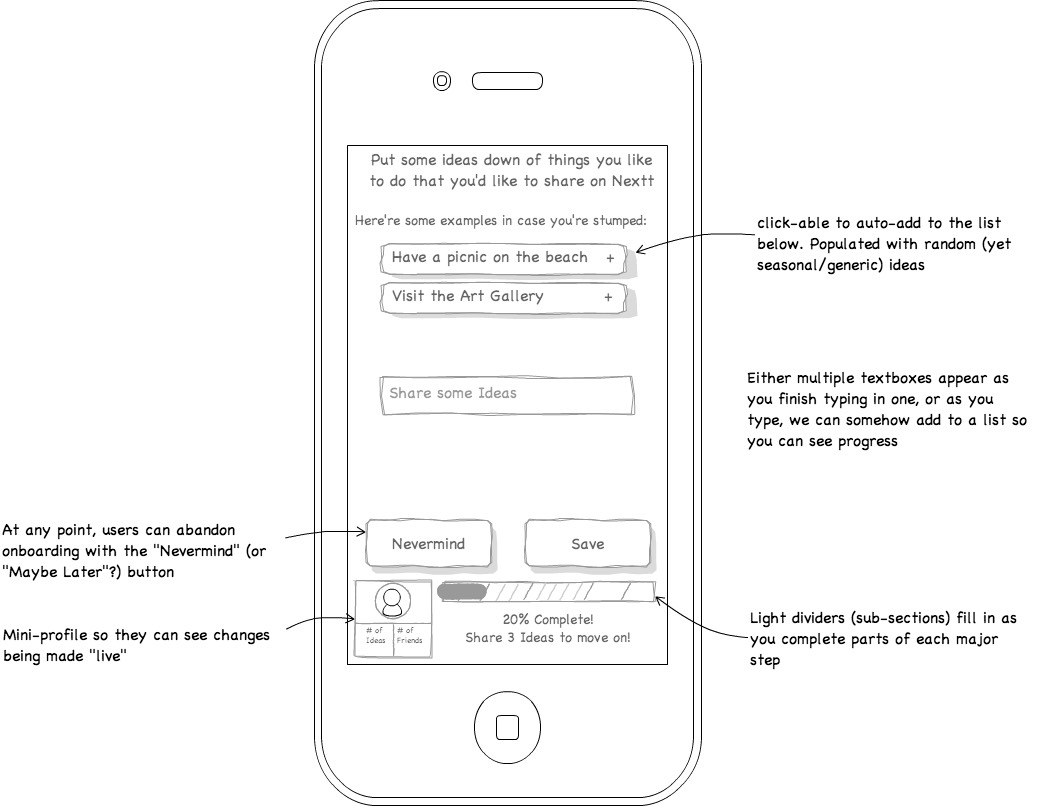 Put some ideas down of things you like
to do that you'd like to share on Nextt
Here're some examples in case you're stumped:
Have a picnic on the beach +
Visit the Art Gallery +
Share some Ideas
Nevermind
Save
# of
Ideas
# of
Friends
20% Complete!
Share 3 Ideas to move on!
click-able to auto-add to the list
below. Populated with random (yet
seasonal/generic) ideas
Either multiple textboxes appear as
you finish typing in one, or as you
type, we can somehow add to a list so
you can see progress
At any point, users can abandon
onboarding with the "Nevermind" (or
"Maybe Later"?) button
Mini-profile so they can see changes
being made "live"
Light dividers (sub-sections) fill in as
you complete parts of each major
step